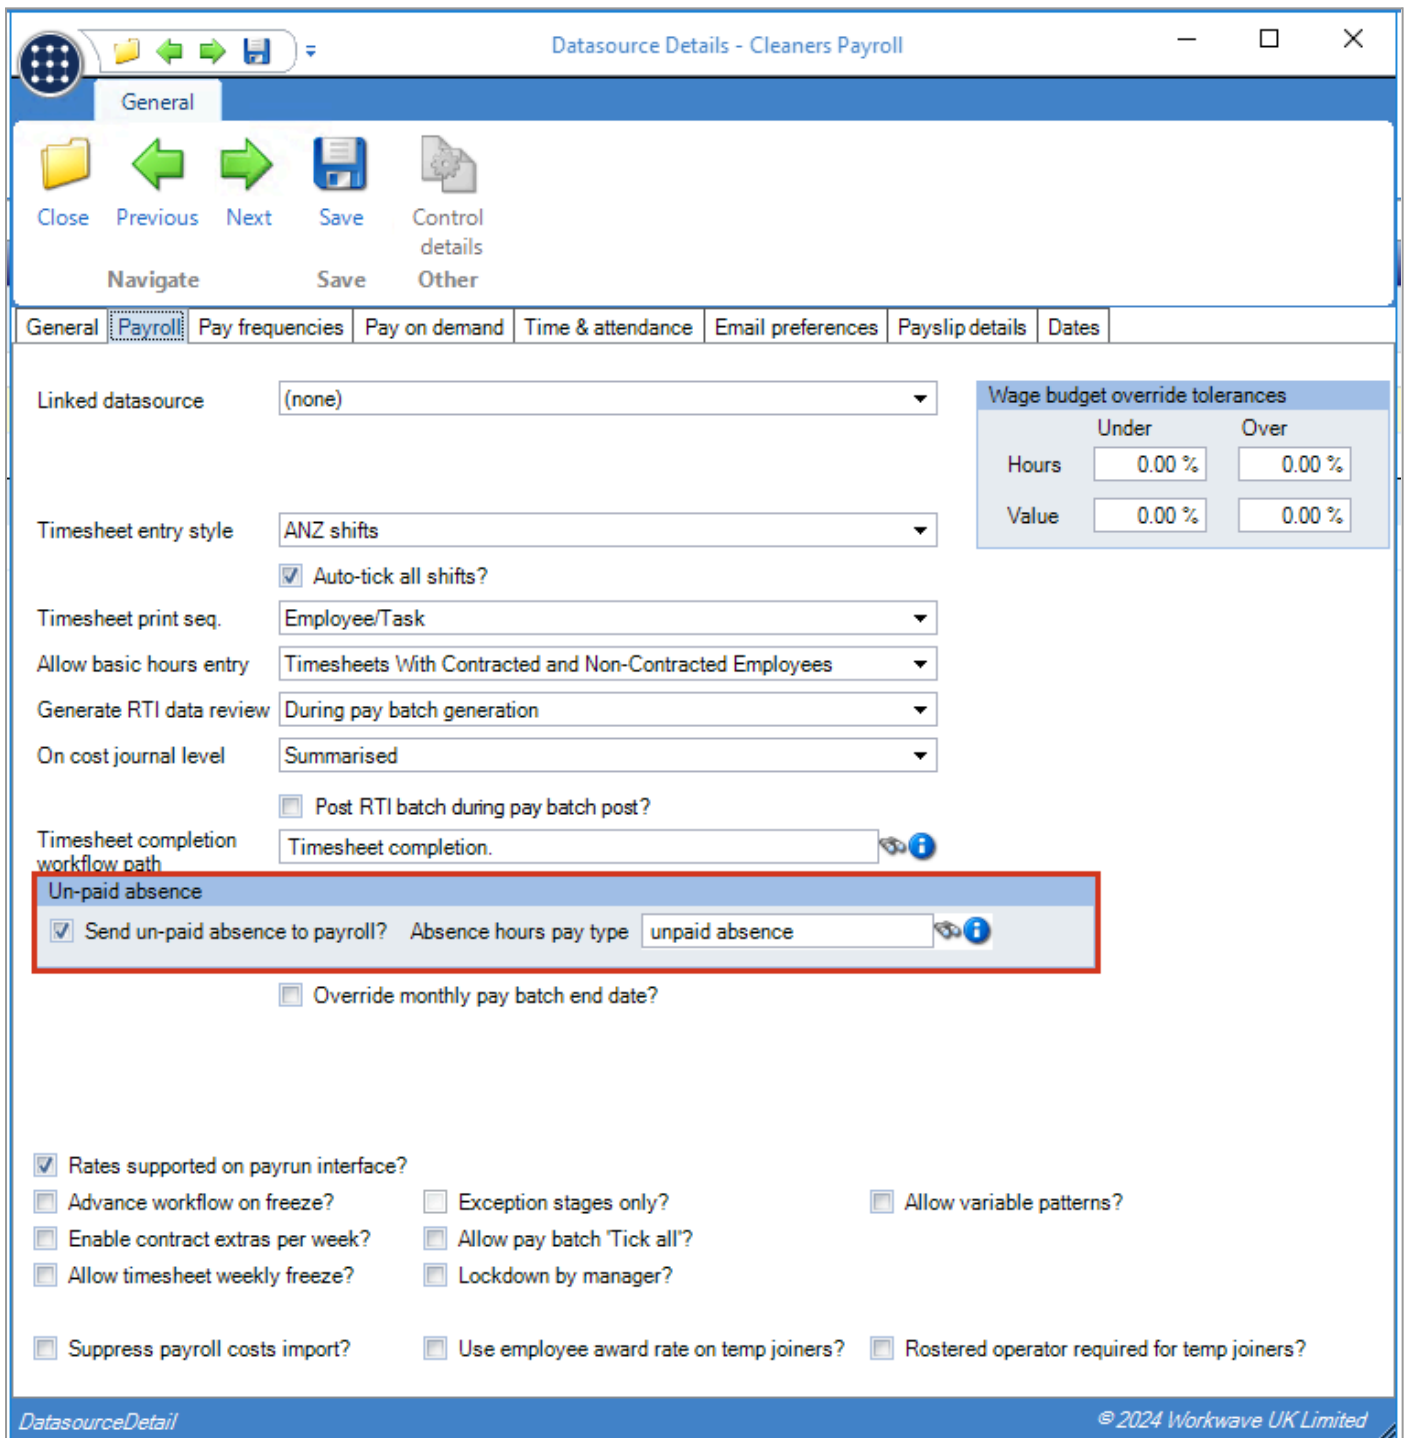 Datasource Details - Cleaners Payroll
General
Close Previous Next Save Control details
Navigate Save Other
General Payroll Pay frequencies Pay on demand Time & attendance Email preferences Payslip details Dates
Linked datasource (none)
Wage budget override tolerances
Under Over
Hours 0.00 % 0.00 %
Value 0.00 % 0.00 %
Timesheet entry style ANZ shifts
Auto-tick all shifts?
Timesheet print seq. Employee/Task
Allow basic hours entry Timesheets With Contracted and Non-Contracted Employees
Generate RTI data review During pay batch generation
On cost journal level Summarised
Post RTI batch during pay batch post?
Timesheet completion workflow path Timesheet completion.
Un-paid absence
Send un-paid absence to payroll? Absence hours pay type unpaid absence
Override monthly pay batch end date?
Rates supported on payrun interface?
Advance workflow on freeze? Exception stages only? Allow variable patterns?
Enable contract extras per week? Allow pay batch 'Tick all'?
Allow timesheet weekly freeze? Lockdown by manager?
Suppress payroll costs import? Use employee award rate on temp joiners? Rostered operator required for temp joiners?
DatasourceDetail © 2024 Workwave UK Limited